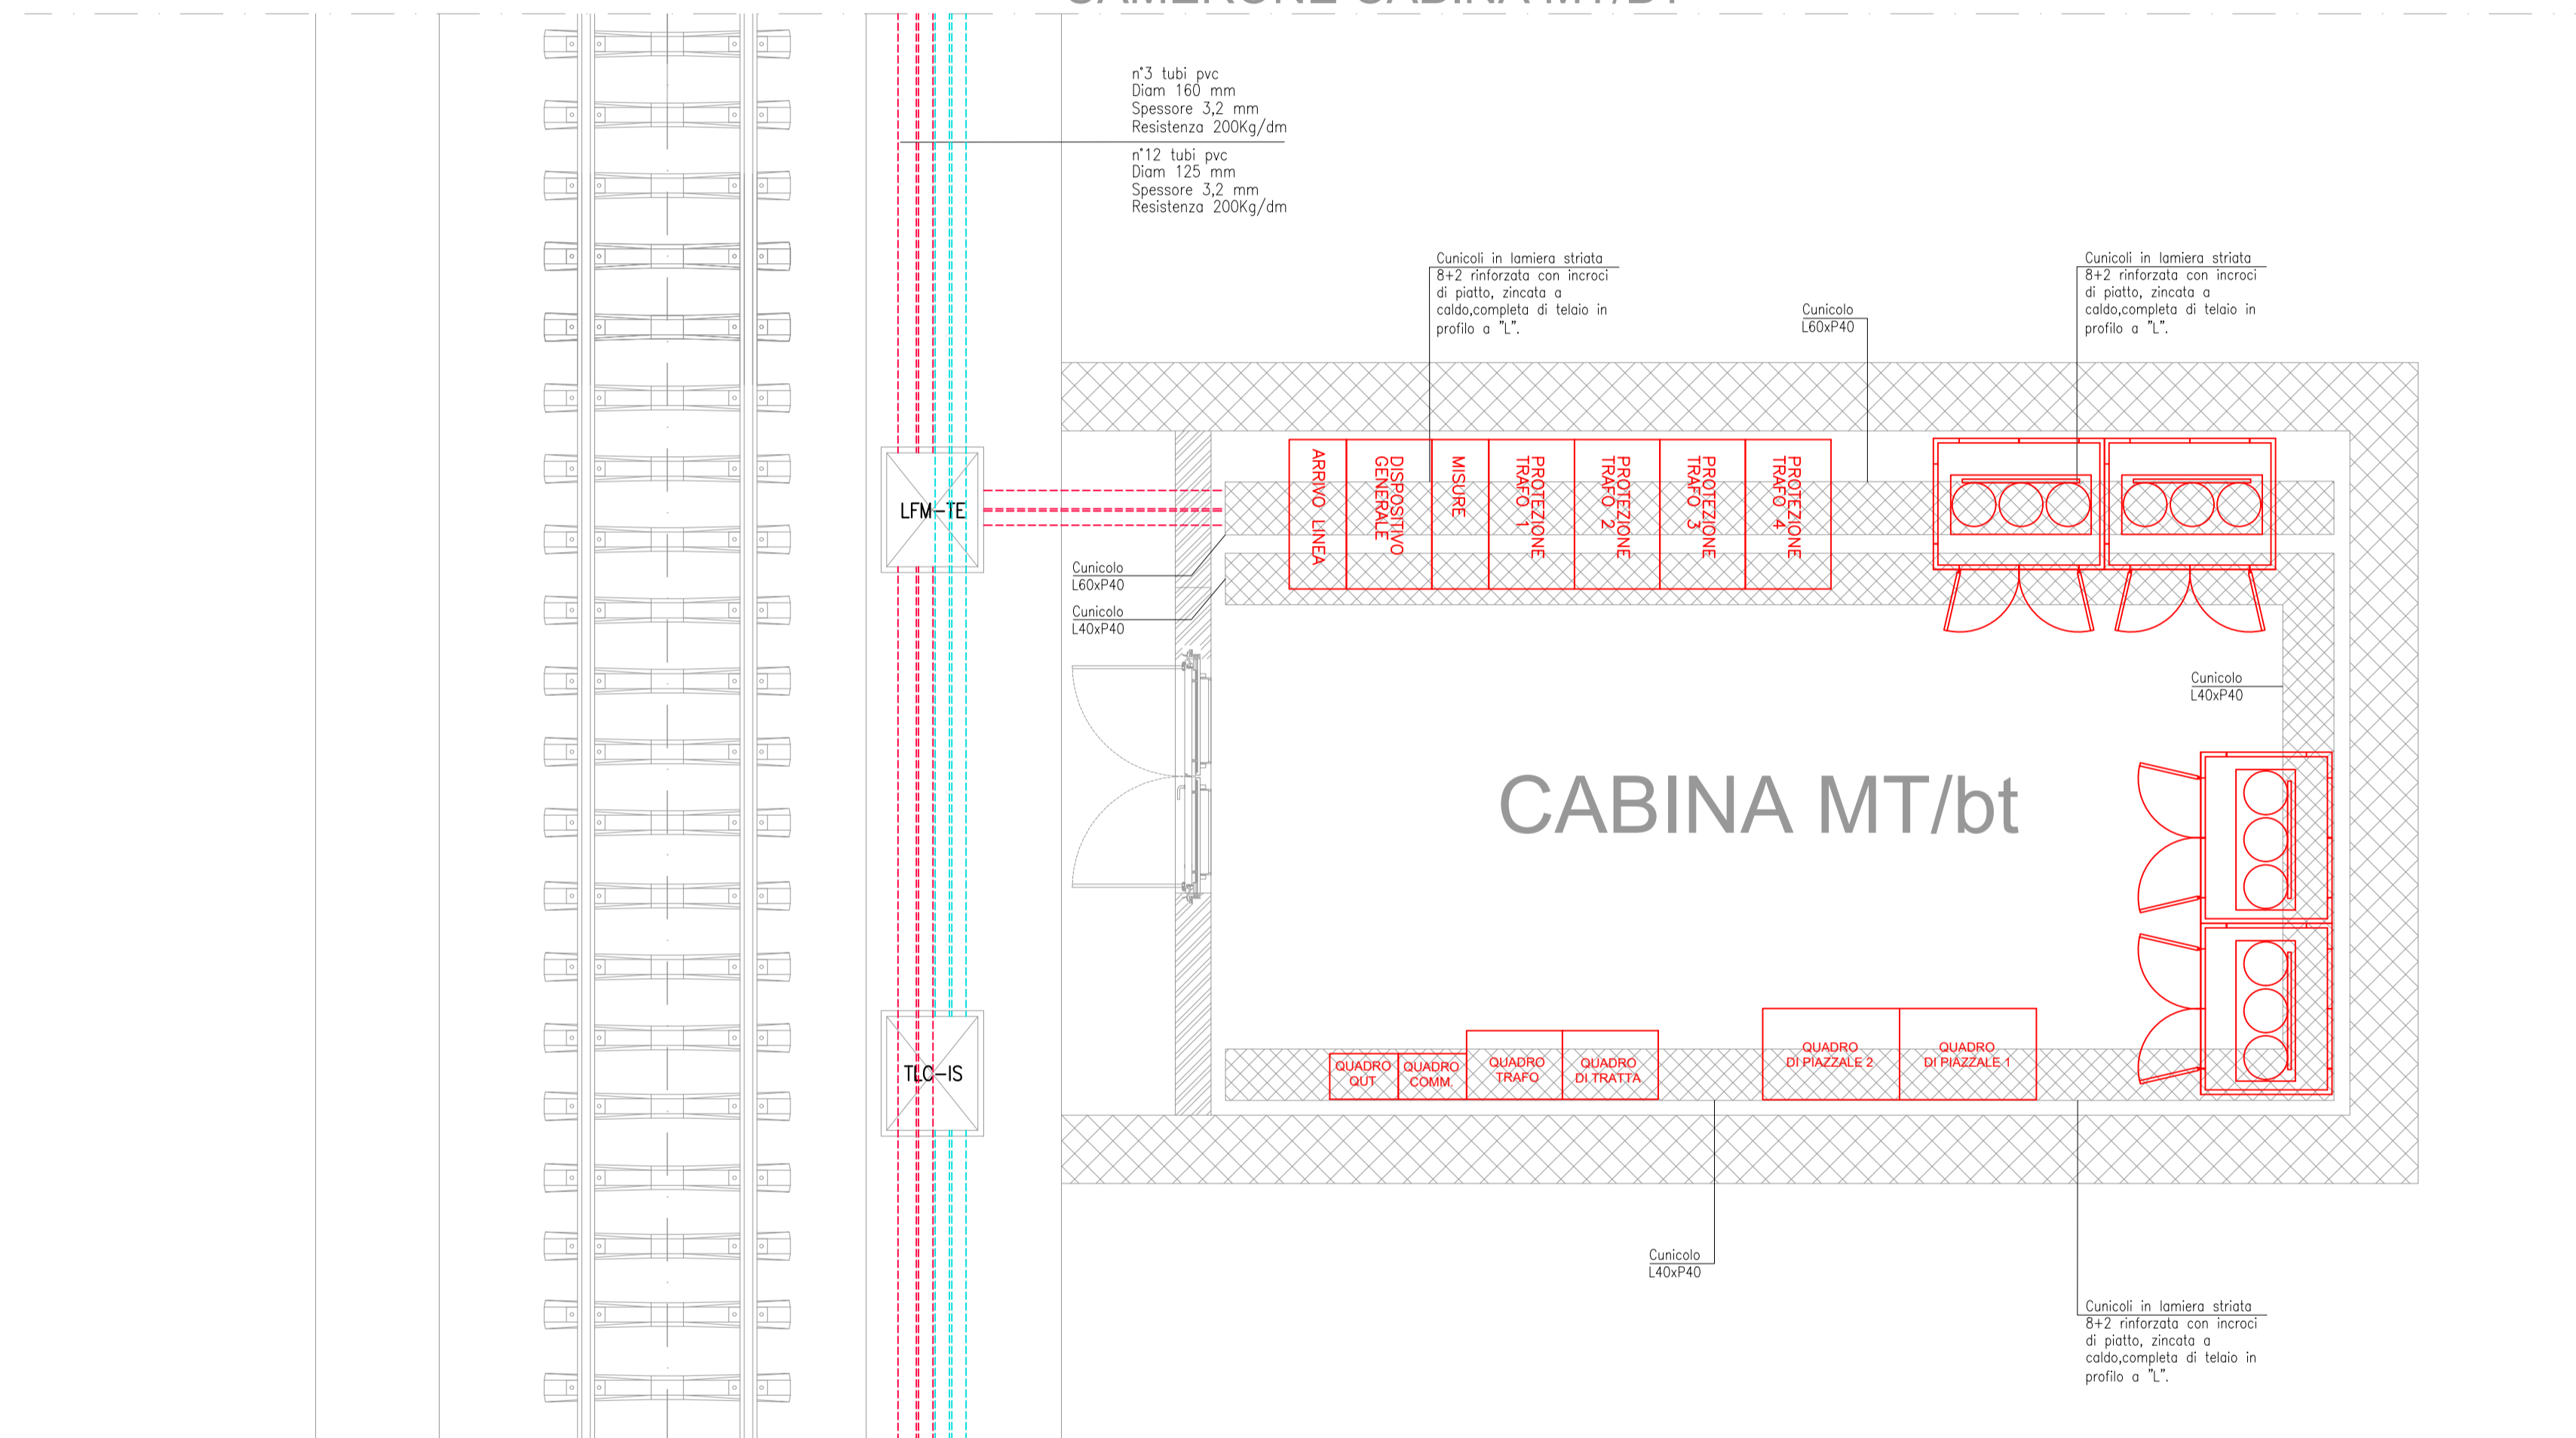 CAMERONE CABINA MT/BT
n°3 tubi pvc
Diam 160 mm
Spessore 3,2 mm
Resistenza 200Kg/dm
n°12 tubi pvc
Diam 125 mm
Spessore 3,2 mm
Resistenza 200Kg/dm
Cunicoli in lamiera striata
8+2 rinforzata con incroci
di piatto, zincata a
caldo,completa di telaio in
profilo a "L".
Cunicolo
L60xP40
Cunicoli in lamiera striata
8+2 rinforzata con incroci
di piatto, zincata a
caldo,completa di telaio in
profilo a "L".
LFM-TE
ARRIVO LINEA
DISPOSITIVO
GENERALE
MISURE
PROTEZIONE
TRAFO 1
PROTEZIONE
TRAFO 2
PROTEZIONE
TRAFO 3
PROTEZIONE
TRAFO 4
Cunicolo
L60xP40
Cunicolo
L40xP40
Cunicolo
L40xP40
CABINA MT/bt
TLC-IS
QUADRO
QUT
QUADRO
COMM.
QUADRO
TRAFO
QUADRO
DI TRATTA
QUADRO
DI PIAZZALE 2
QUADRO
DI PIAZZALE 1
Cunicolo
L40xP40
Cunicoli in lamiera striata
8+2 rinforzata con incroci
di piatto, zincata a
caldo,completa di telaio in
profilo a "L".